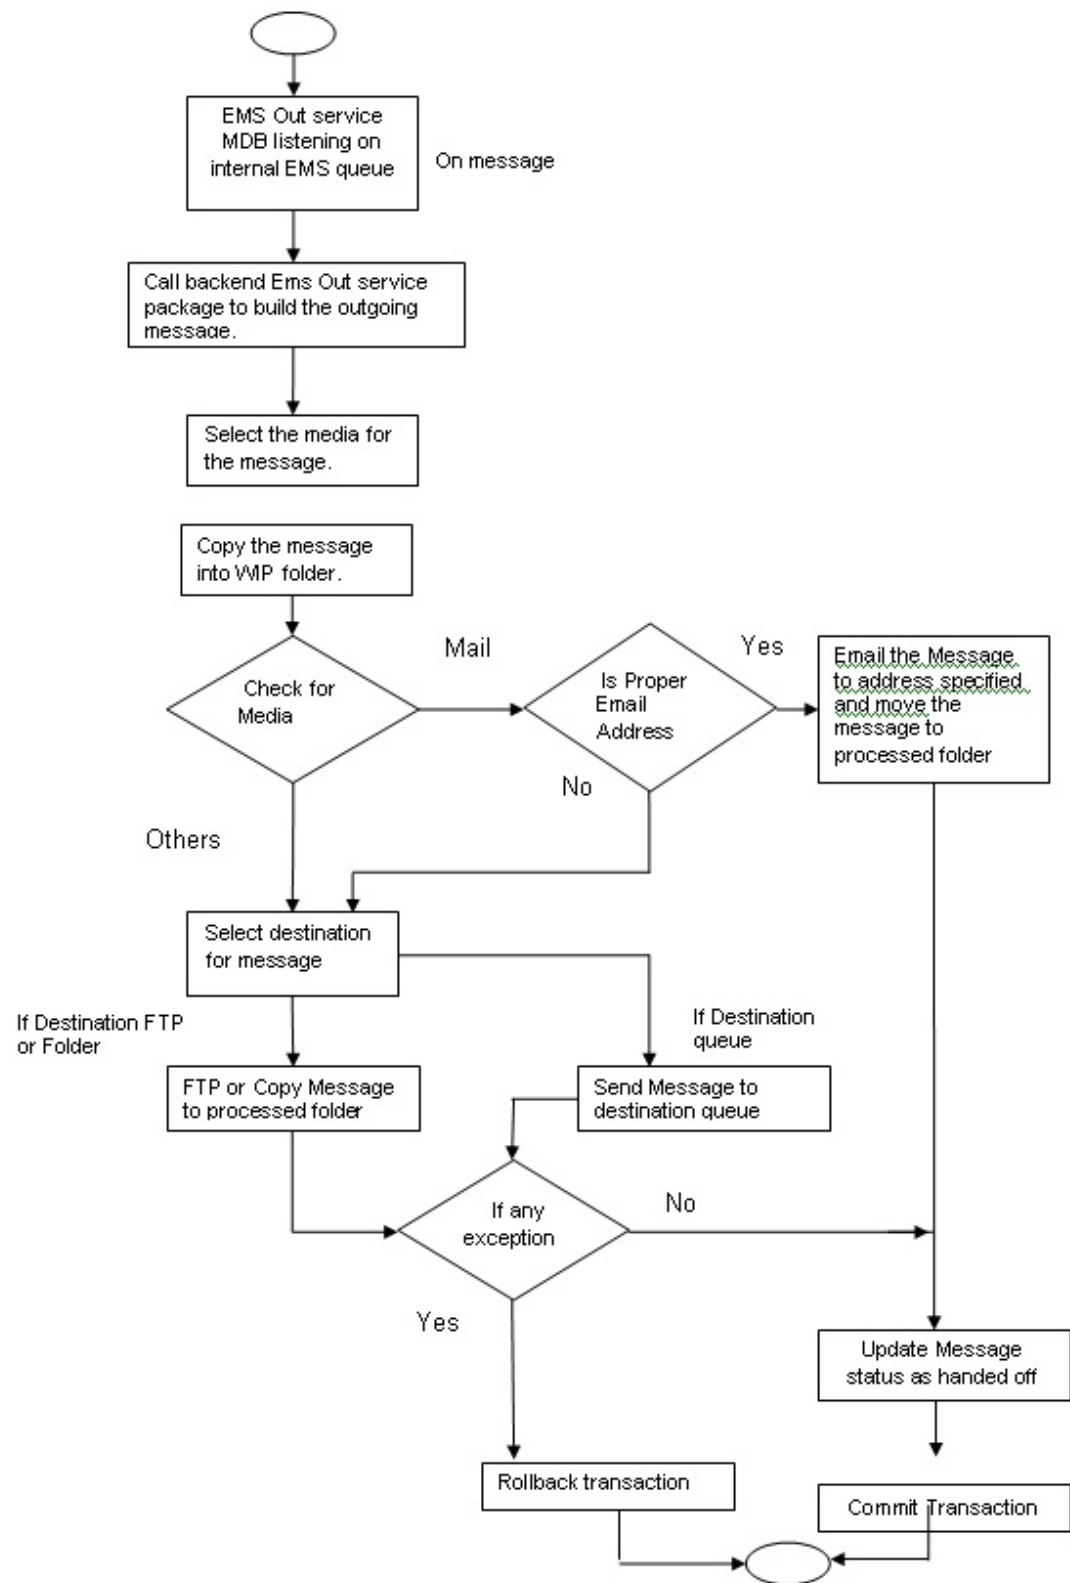 EMS Out service
MDB listening on
internal EMS queue
On message
Call backend Ems Out service
package to build the outgoing
message.
Select the media for
the message.
Copy the message
into WIP folder.
Check for
Media
Mail
Is Proper
Email
Address
Yes
Email the Message
to address specified
and move the
message to
processed folder
No
Others
Select destination
for message
If Destination FTP
or Folder
If Destination
queue
FTP or Copy Message
to processed folder
Send Message to
destination queue
If any
exception
No
Yes
Update Message
status as handed off
Rollback transaction
Commit Transaction